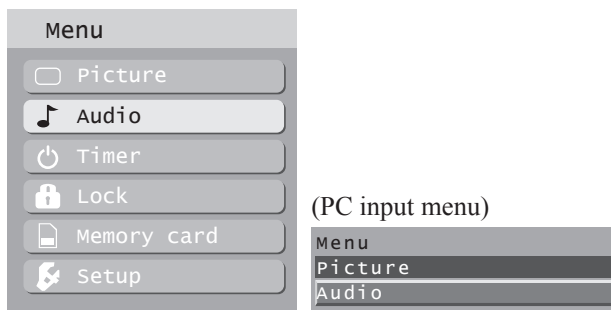 Menu
Picture
Audio
Timer
Lock
Memory card
Setup
(PC input menu)
Menu
Picture
Audio